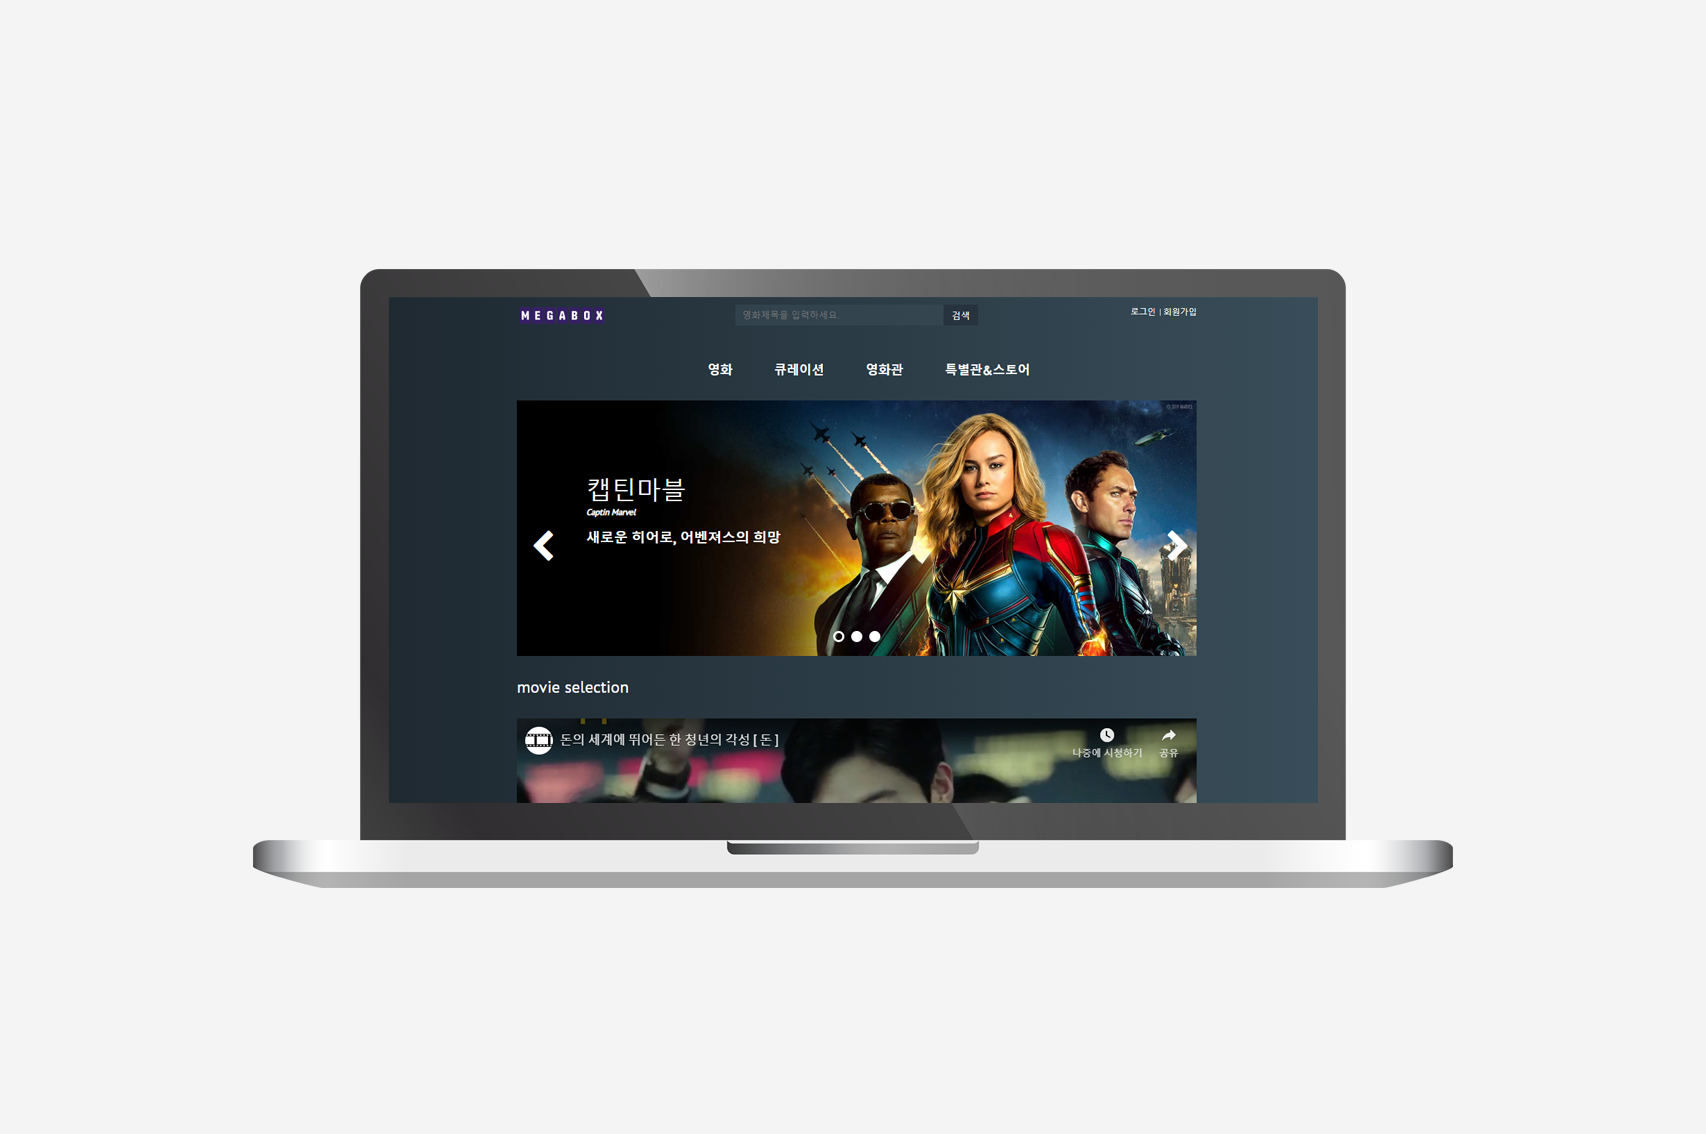 MEGABOX
영화제목을 입력하세요.
검색
로그인 | 회원가입
영화
큐레이션
영화관
특별관&스토어
캡틴마블
Captin Marvel
새로운 히어로, 어벤져스의 희망
movie selection
돈의 세계에 뛰어든 한 청년의 각성 [ 돈 ]
나중에 시청하기
공유